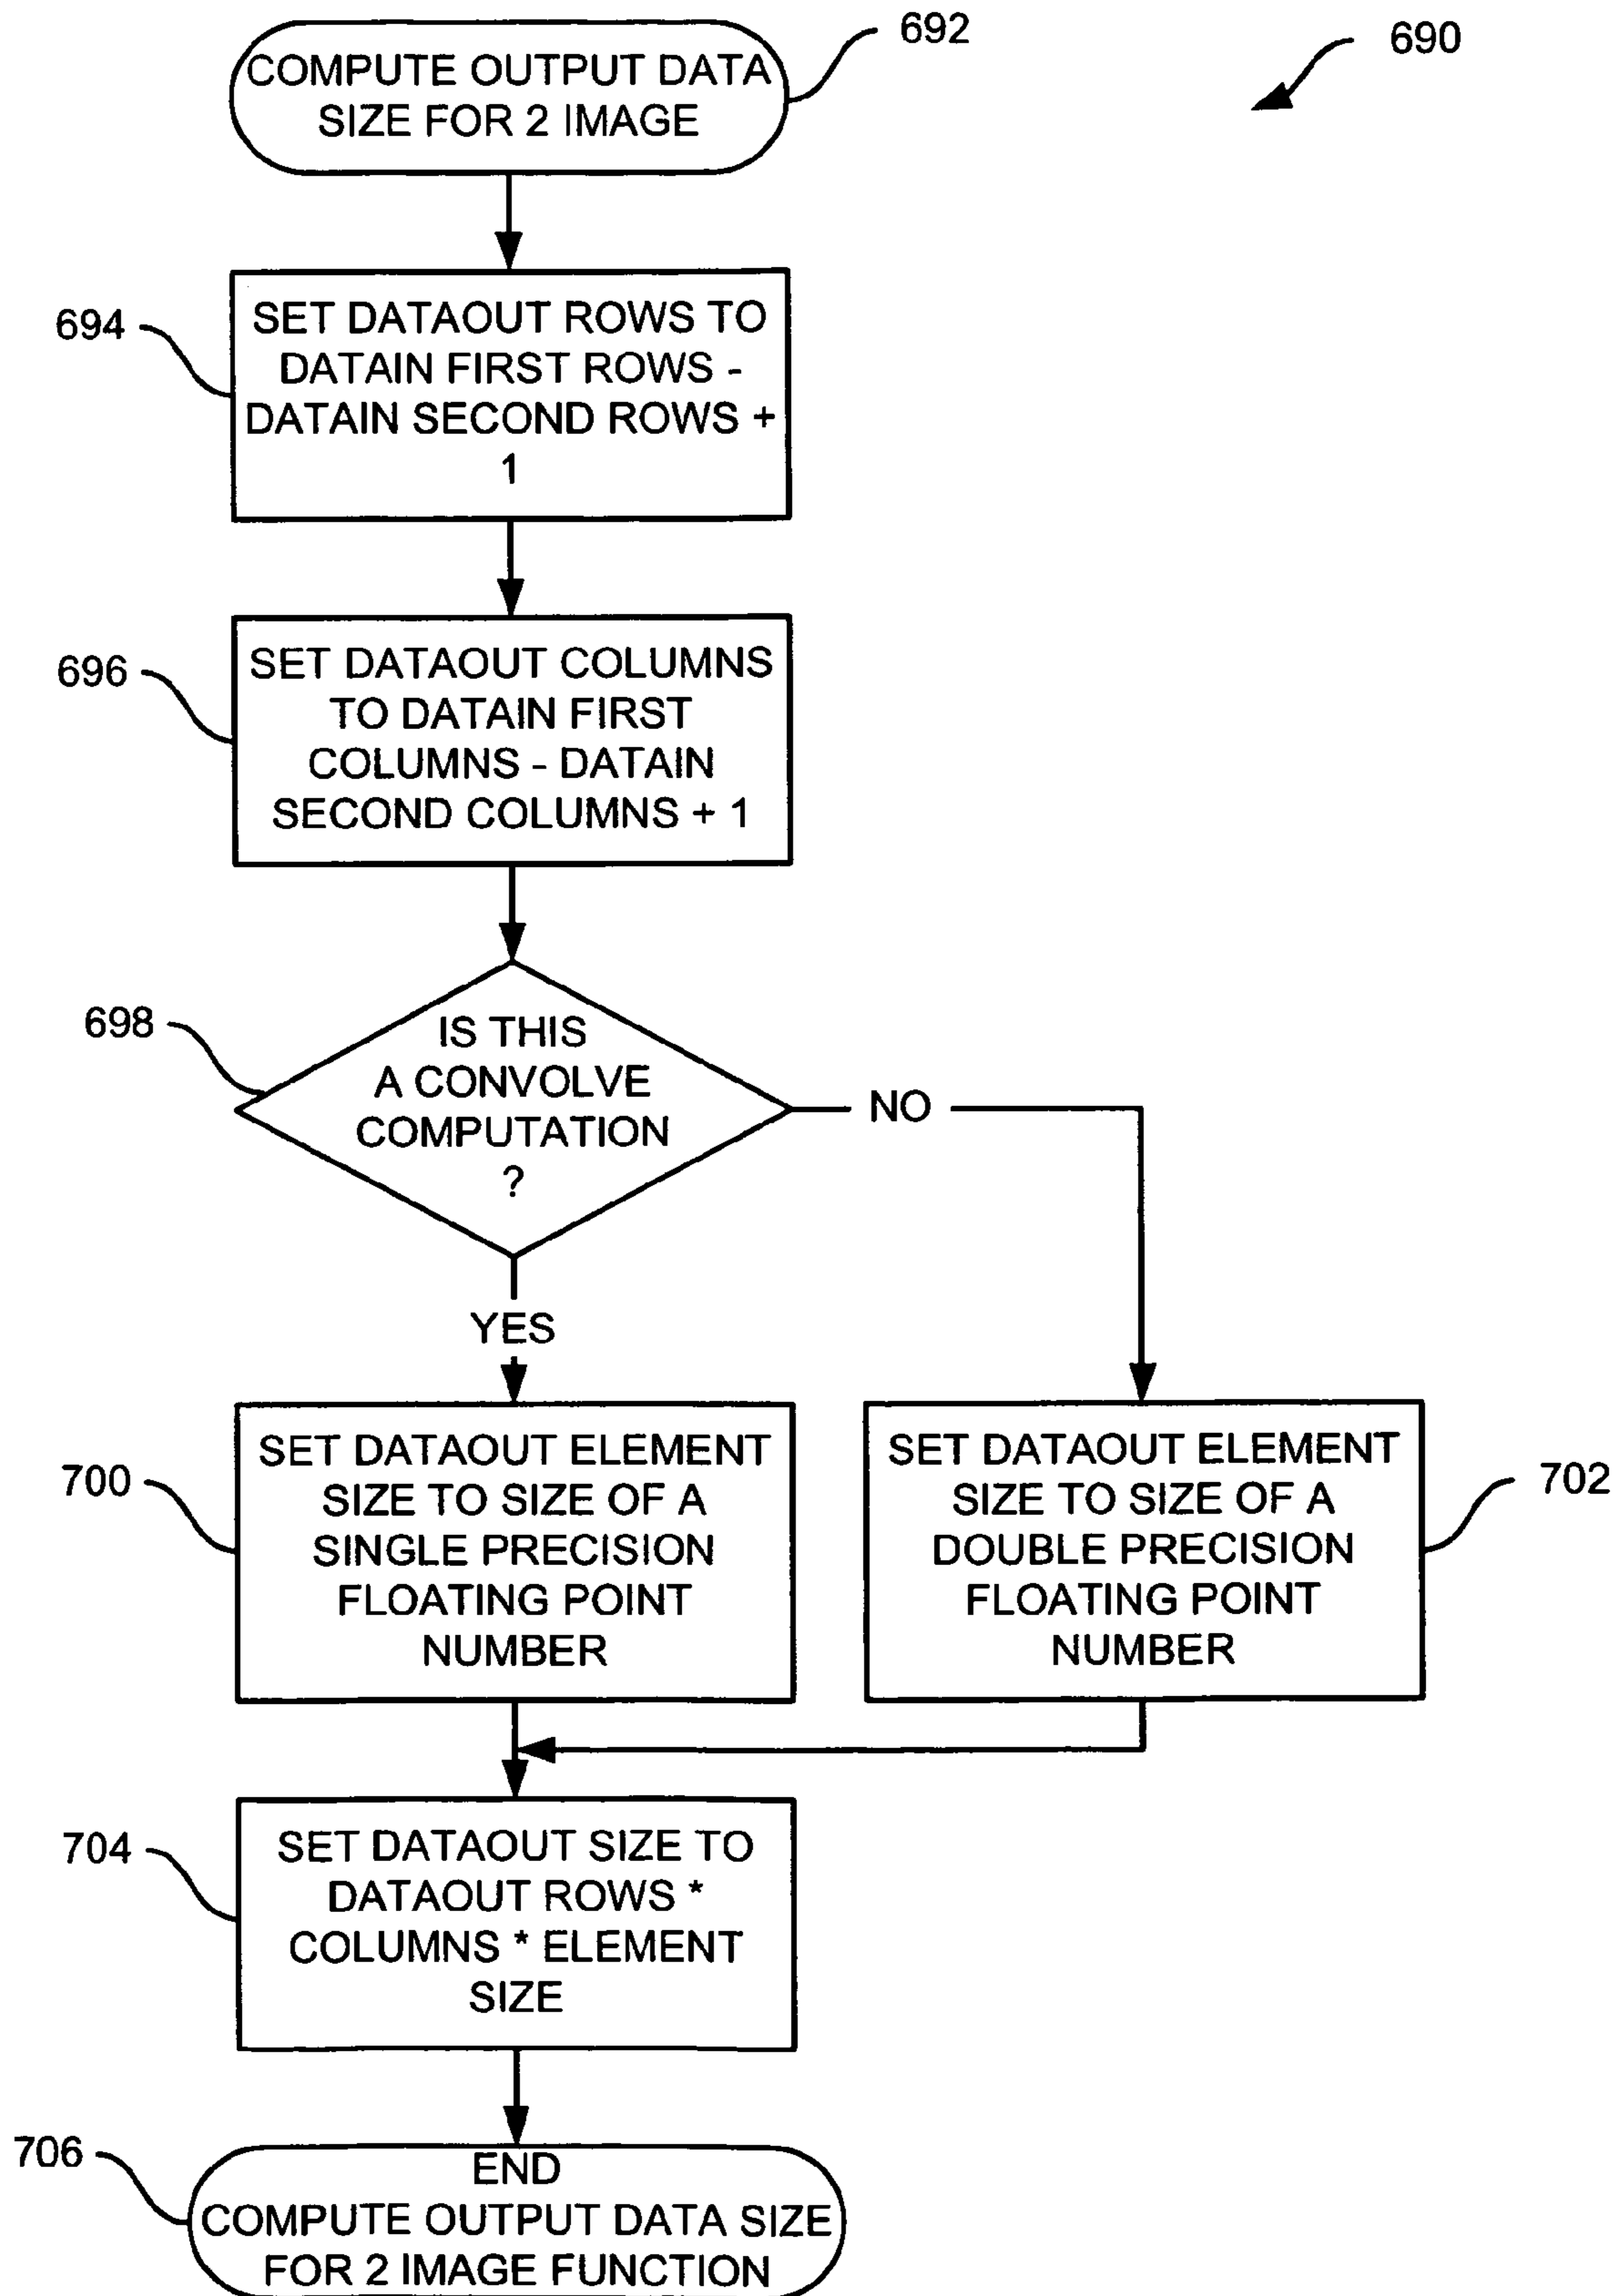 692
690
COMPUTE OUTPUT DATA
SIZE FOR 2 IMAGE
694
SET DATAOUT ROWS TO
DATAIN FIRST ROWS -
DATAIN SECOND ROWS +
1
696
SET DATAOUT COLUMNS
TO DATAIN FIRST
COLUMNS - DATAIN
SECOND COLUMNS + 1
698
IS THIS
A CONVOLVE
COMPUTATION
?
NO
YES
700
SET DATAOUT ELEMENT
SIZE TO SIZE OF A
SINGLE PRECISION
FLOATING POINT
NUMBER
SET DATAOUT ELEMENT
SIZE TO SIZE OF A
DOUBLE PRECISION
FLOATING POINT
NUMBER
702
704
SET DATAOUT SIZE TO
DATAOUT ROWS *
COLUMNS * ELEMENT
SIZE
706
END
COMPUTE OUTPUT DATA SIZE
FOR 2 IMAGE FUNCTION